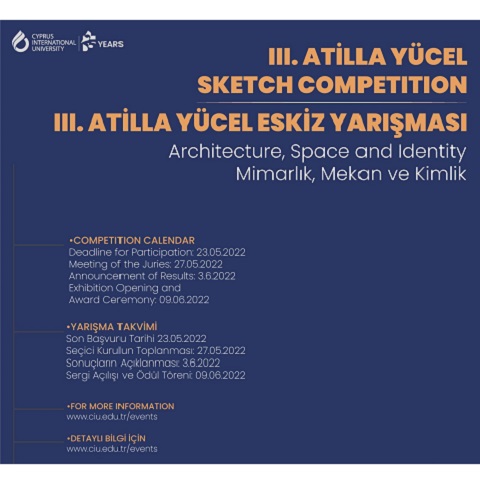 CYPRUS
INTERNATIONAL
UNIVERSITY
YEARS
III. ATİLLA YÜCEL
SKETCH COMPETITION
III. ATİLLA YÜCEL ESKİZ YARIŞMASI
Architecture, Space and Identity
Mimarlık, Mekan ve Kimlik
•COMPETITION CALENDAR
Deadline for Participation: 23.05.2022
Meeting of the Juries: 27.05.2022
Announcement of Results: 3.6.2022
Exhibition Opening and
Award Ceremony: 09.06.2022
•YARIŞMA TAKVİMİ
Son Başvuru Tarihi 23.05.2022
Seçici Kurulun Toplanması: 27.05.2022
Sonuçların Açıklanması: 3.6.2022
Sergi Açılışı ve Ödül Töreni: 09.06.2022
•FOR MORE INFORMATION
www.ciu.edu.tr/events
•DETAYLI BİLGİ İÇİN
www.ciu.edu.tr/events